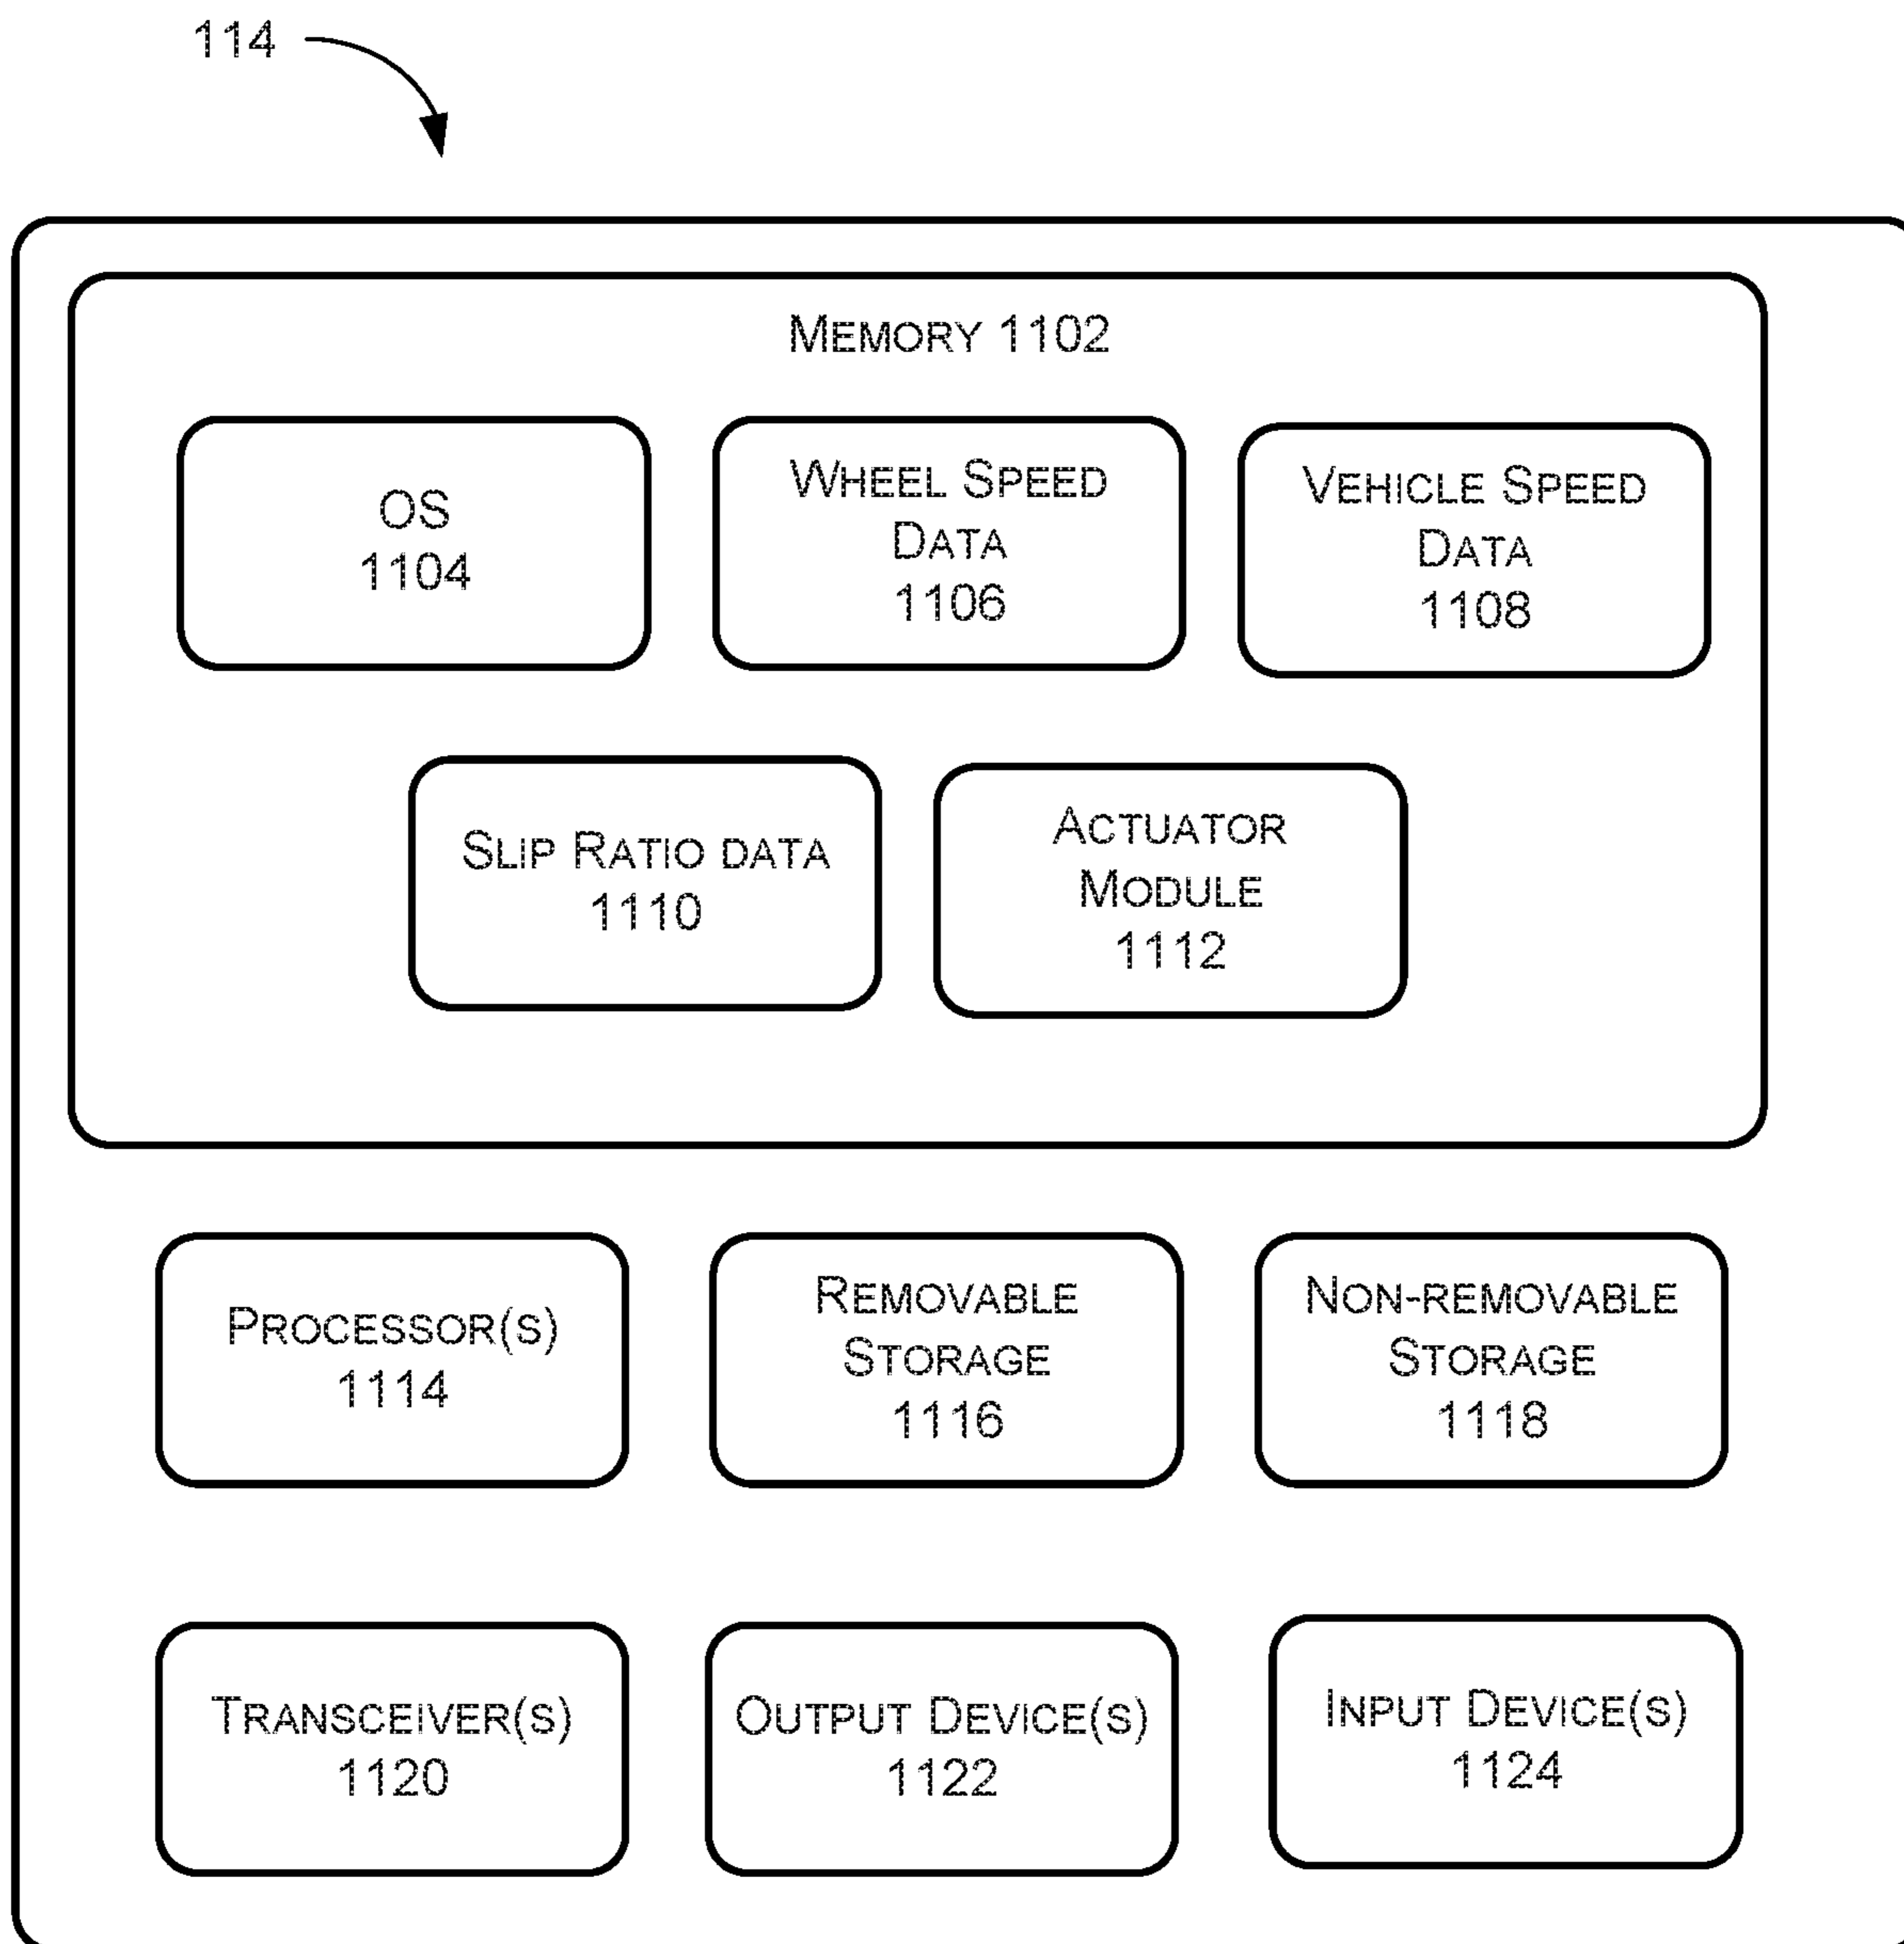 114
MEMORY 1102
OS
1104
WHEEL SPEED
DATA
1106
VEHICLE SPEED
DATA
1108
SLIP RATIO DATA
1110
ACTUATOR
MODULE
1112
PROCESSOR(S)
1114
REMOVABLE
STORAGE
1116
NON-REMOVABLE
STORAGE
1118
TRANSCEIVER(S)
1120
OUTPUT DEVICE(S)
1122
INPUT DEVICE(S)
1124